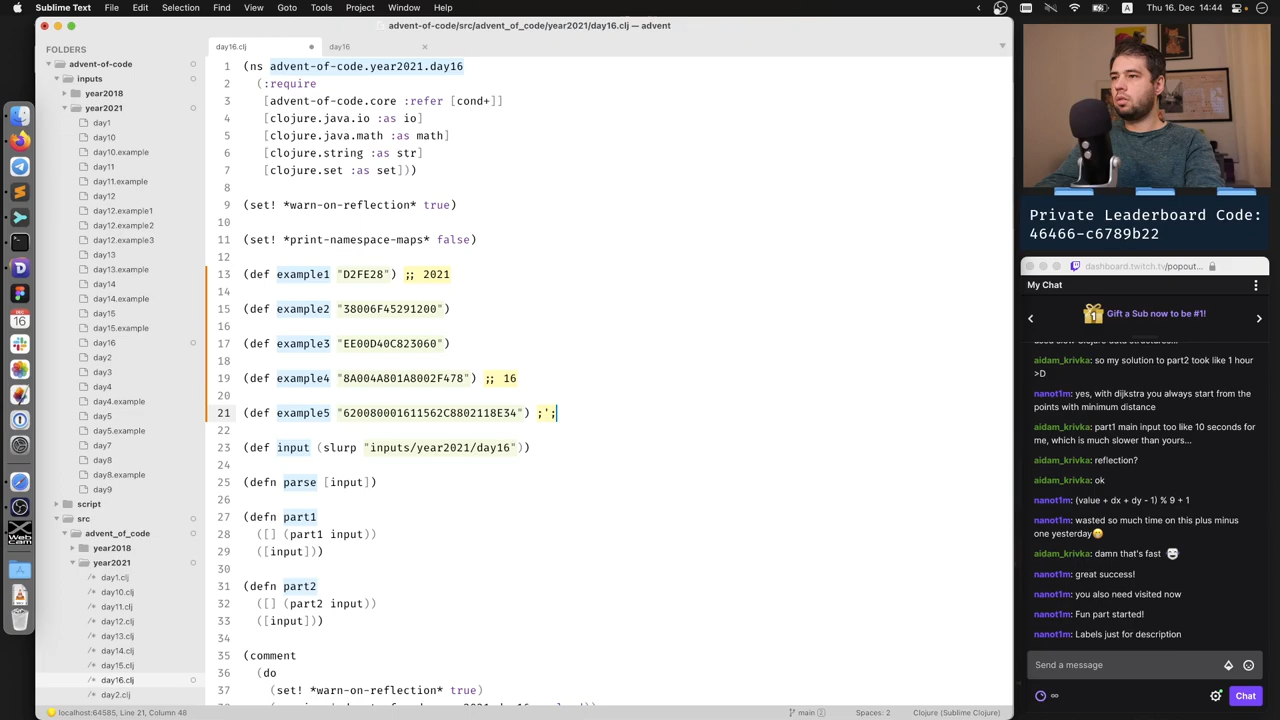 Sublime Text File Edit Selection Find View Goto Tools Project Window Help
A Thu 16. Dec 14:44
advent-of-code/src/advent_of_code/year2021/day16.clj — advent
FOLDERS
advent-of-code
inputs
year2018
year2021
day1
day10
day10.example
day11
day11.example
day12
day12.example1
day12.example2
day12.example3
day13
day13.example
day14
day14.example
day15
day15.example
day16
day2
day3
day4
day4.example
day5
day5.example
day7
day8
day8.example
day9
script
src
advent_of_code
year2018
year2021
/* day1.clj
/* day10.clj
/* day11.clj
/* day12.clj
/* day13.clj
/* day14.clj
/* day15.clj
/* day16.clj
/* day2.clj
day16.clj
day16
1 (ns advent-of-code.year2021.day16
2 (:require
3 [advent-of-code.core :refer [cond+]]
4 [clojure.java.io :as io]
5 [clojure.java.math :as math]
6 [clojure.string :as str]
7 [clojure.set :as set]))
8
9 (set! *warn-on-reflection* true)
10
11 (set! *print-namespace-maps* false)
12
13 (def example1 "D2FE28") ;; 2021
14
15 (def example2 "38006F45291200")
16
17 (def example3 "EE00D40C823060")
18
19 (def example4 "8A004A801A8002F478") ;; 16
20
21 (def example5 "620080001611562C8802118E34") ;';
22
23 (def input (slurp "inputs/year2021/day16"))
24
25 (defn parse [input])
26
27 (defn part1
28 ([] (part1 input))
29 ([input]))
30
31 (defn part2
32 ([] (part2 input))
33 ([input]))
34
35 (comment
36 (do
37 (set! *warn-on-reflection* true)
localhost:64585, Line 21, Column 48
main 2
Spaces: 2
Clojure (Sublime Clojure)
DEC
16
Web
Cam
Private Leaderboard Code:
46466-c6789b22
dashboard.twitch.tv/popout…
My Chat
1 Gift a Sub now to be #1!
used slow Clojure data structures...
aidam_krivka: so my solution to part2 took like 1 hour
>D
nanot1m: yes, with dijkstra you always start from the
points with minimum distance
aidam_krivka: part1 main input too like 10 seconds for
me, which is much slower than yours...
aidam_krivka: reflection?
aidam_krivka: ok
nanot1m: (value + dx + dy - 1) % 9 + 1
nanot1m: wasted so much time on this plus minus
one yesterday
aidam_krivka: damn that's fast
nanot1m: great success!
nanot1m: you also need visited now
nanot1m: Fun part started!
nanot1m: Labels just for description
Send a message
∞
Chat